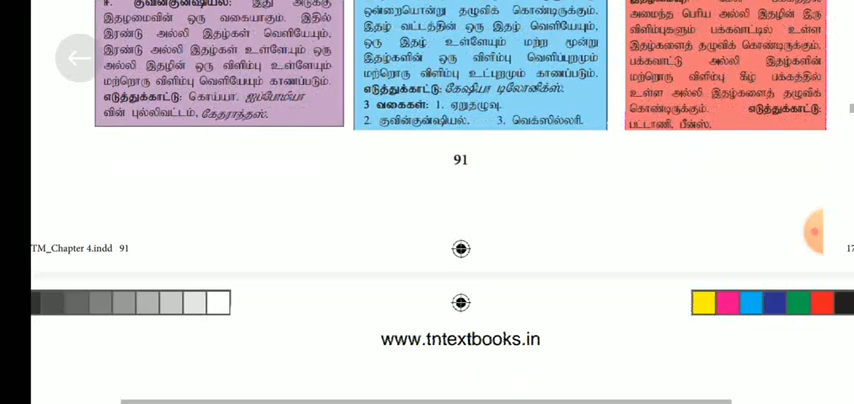 குவின்குன்ஷியல்: இது அடுக்கு
இதழமைவின் ஒரு வகையாகும். இதில்
இரண்டு அல்லி இதழ்கள் வெளியேயும்,
இரண்டு அல்லி இதழ்கள் உள்ளேயும் ஒரு
அல்லி இதழின் ஒரு விளிம்பு உள்ளேயும்
மற்றொரு விளிம்பு வெளியேயும் காணப்படும்.
எடுத்துக்காட்டு: கொய்யா. ஐப்போமியா
வின் புல்லிவட்டம், கேதராந்தஸ்.
ஒன்றையொன்று தழுவிக் கொண்டிருக்கும்.
இதழ் வட்டத்தின் ஒரு இதழ் வெளியேயும்,
ஒரு இதழ் உள்ளேயும் மற்ற மூன்று
இதழ்களின் ஒரு விளிம்பு வெளிப்புறமும்
மற்றொரு விளிம்பு உட்புறமும் காணப்படும்.
எடுத்துக்காட்டு: கேஷியா டிலோனிக்ஸ்.
3 வகைகள்: 1. ஏறுதழுவு.
2. குவின்குன்ஷியல். 3. வெக்ஸில்லரி.
அமைந்த பெரிய அல்லி இதழின் இரு
விளிம்புகளும் பக்கவாட்டில் உள்ள
இதழ்களைத் தழுவிக் கொண்டிருக்கும்.
பக்கவாட்டு அல்லி இதழ்களின்
மற்றொரு விளிம்பு கீழ் பக்கத்தில்
உள்ள அல்லி இதழ்களைத் தழுவிக்
கொண்டிருக்கும். எடுத்துக்காட்டு:
பட்டாணி, பீன்ஸ்.
91
TM_Chapter 4.indd 91
17
www.tntextbooks.in